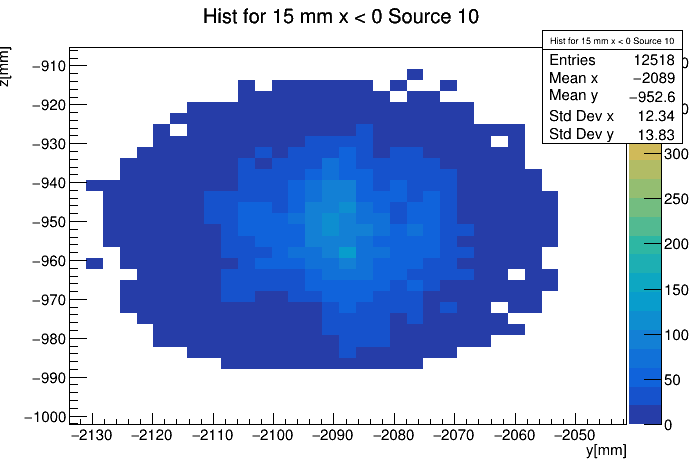 Hist for 15 mm x < 0 Source 10
Hist for 15 mm x < 0 Source 10
Entries 12518
Mean x −2089
Mean y −952.6
Std Dev x 12.34
Std Dev y 13.83
z[mm]
−910
−920
−930
−940
−950
−960
−970
−980
−990
−1000
−2130 −2120 −2110 −2100 −2090 −2080 −2070 −2060 −2050
y[mm]
0
0
300
250
200
150
100
50
0